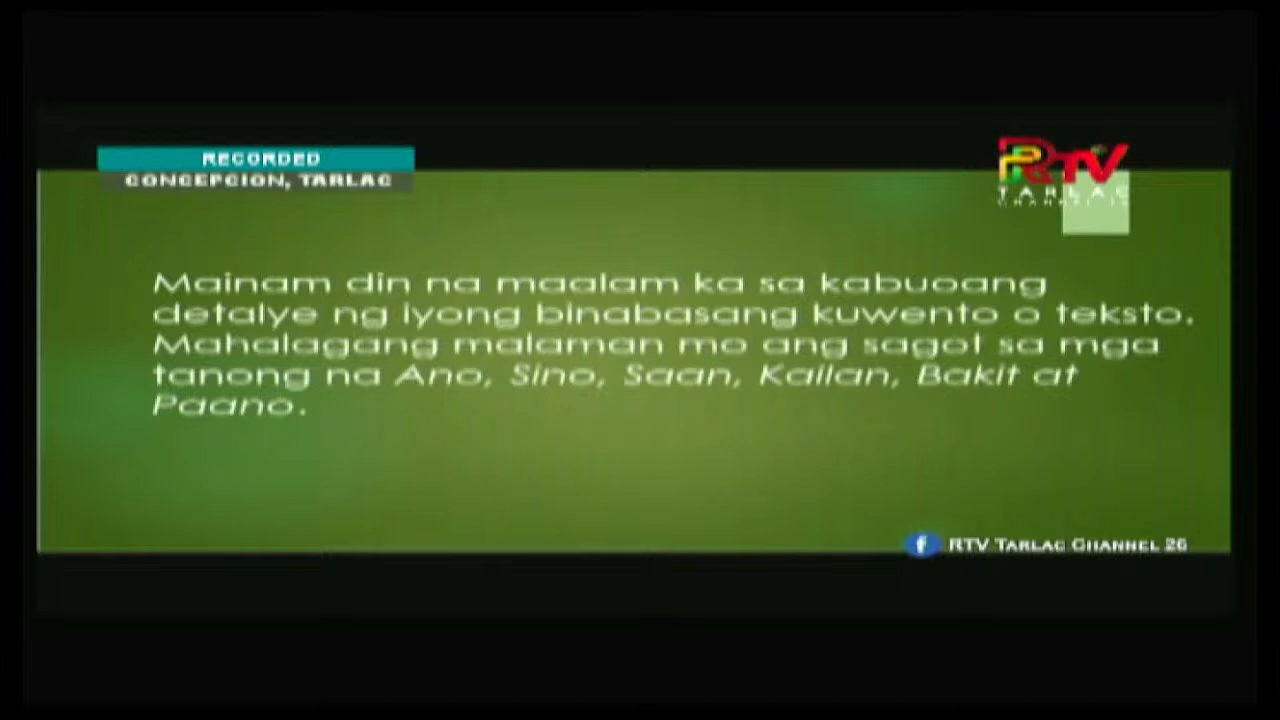 RECORDED
CONCEPCION, TARLAC
RTV
TARLAC
Mainam din na maalam ka sa kabuoang
detalye ng iyong binabasang kuwento o teksto.
Mahalagang malaman mo ang sagot sa mga
tanong na Ano, Sino, Saan, Kailan, Bakit at
Paano.
RTV TARLAC CHANNEL 26